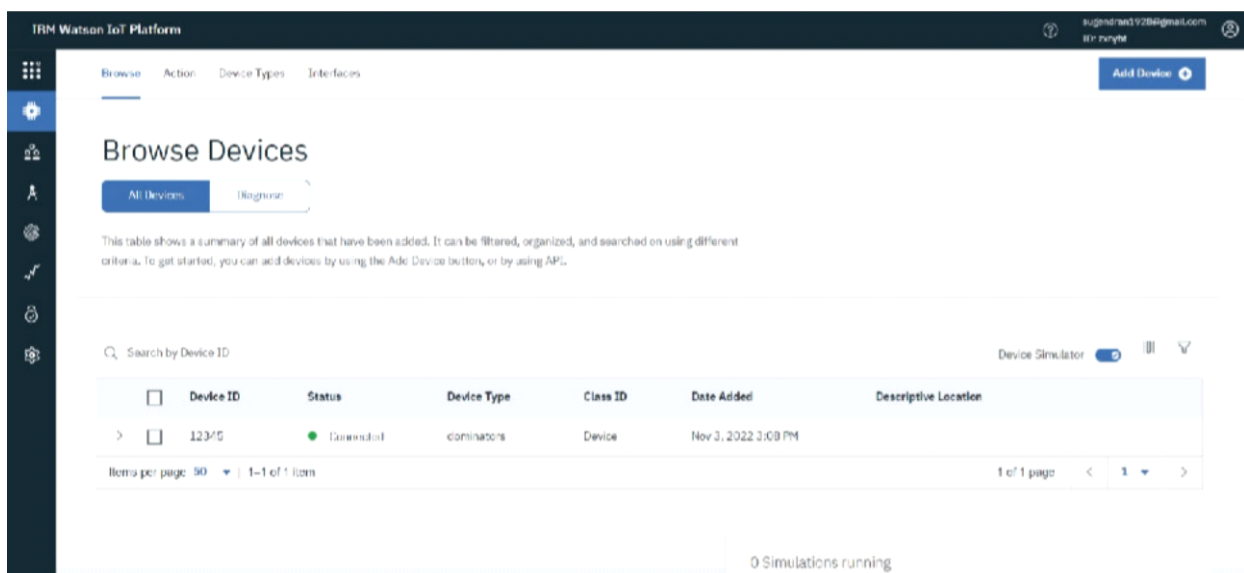 IBM Watson IoT Platform
sugendran1928@gmail.com
ID: zxnyht
Browse Action Device Types Interfaces
Add Device
Browse Devices
All Devices Diagnose
This table shows a summary of all devices that have been added. It can be filtered, organized, and searched on using different
criteria. To get started, you can add devices by using the Add Device button, or by using API.
Search by Device ID
Device Simulator
Device ID Status Device Type Class ID Date Added Descriptive Location
12345 Connected dominators Device Nov 3, 2022 3:08 PM
Items per page 50 | 1–1 of 1 item
1 of 1 page < 1 >
0 Simulations running